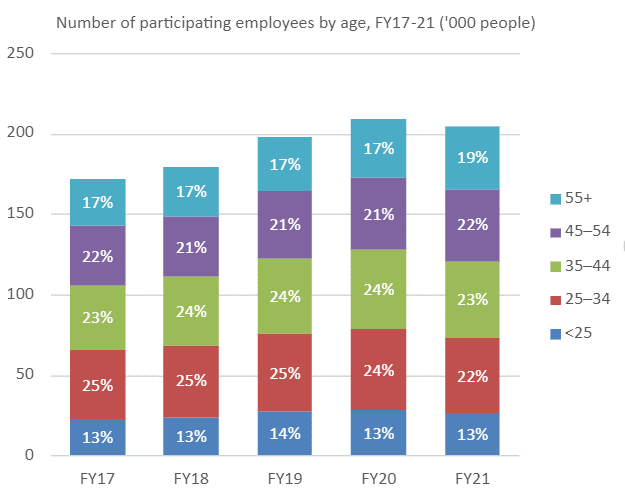 Number of participating employees by age, FY17-21 ('000 people)
250
200
150
100
50
0
17% 17% 17% 17% 19%
22% 21% 21% 21% 22%
23% 24% 24% 24% 23%
25% 25% 25% 24% 22%
13% 13% 14% 13% 13%
FY17 FY18 FY19 FY20 FY21
55+
45–54
35–44
25–34
<25